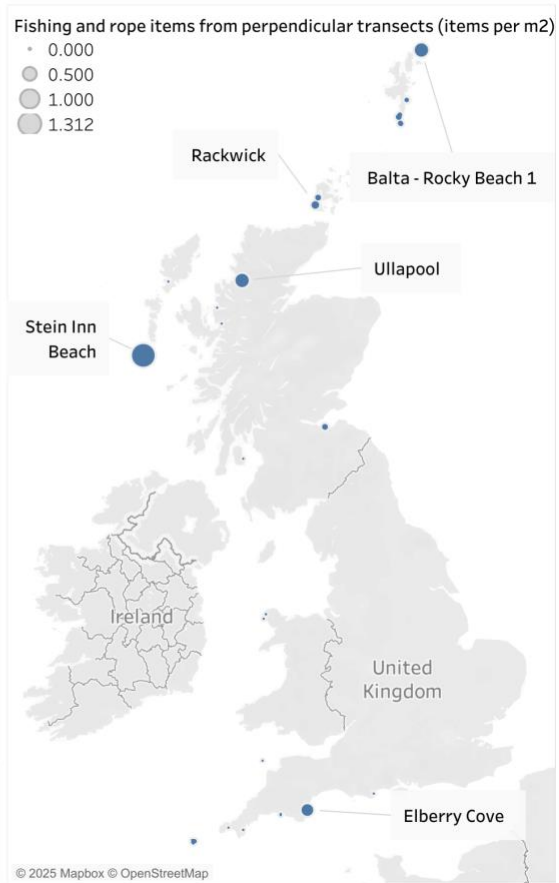 Fishing and rope items from perpendicular transects (items per m2)
0.000
0.500
1.000
1.312
Rackwick
Balta - Rocky Beach 1
Ullapool
Stein Inn
Beach
Ireland
United
Kingdom
Elberry Cove
© 2025 Mapbox © OpenStreetMap